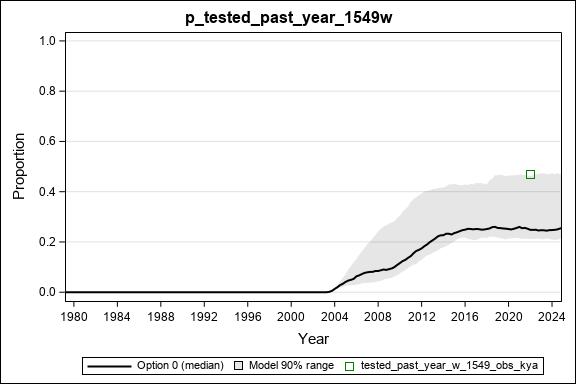 p_tested_past_year_1549w
1.0
0.8
0.6
0.4
0.2
0.0
Proportion
1980 1984 1988 1992 1996 2000 2004 2008 2012 2016 2020 2024
Year
Option 0 (median) Model 90% range tested_past_year_w_1549_obs_kya